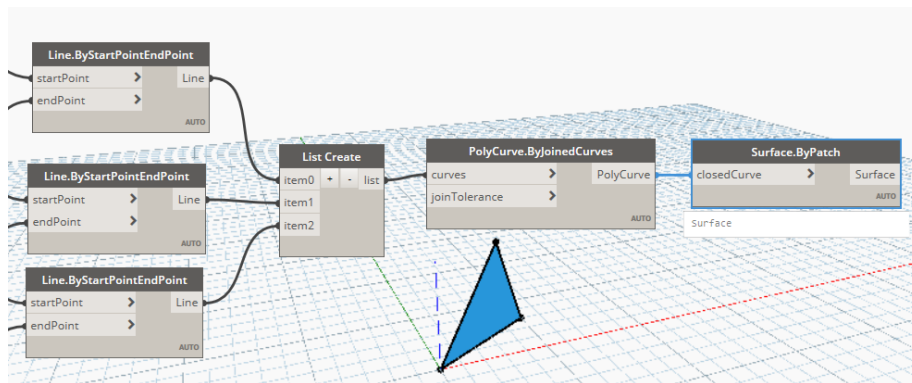 Line.ByStartPointEndPoint
startPoint > Line
endPoint >
AUTO
Line.ByStartPointEndPoint
startPoint > Line
endPoint >
AUTO
Line.ByStartPointEndPoint
startPoint > Line
endPoint >
AUTO
List Create
item0 + - list
item1
item2
PolyCurve.ByJoinedCurves
curves > PolyCurve
joinTolerance >
AUTO
Surface.ByPatch
closedCurve > Surface
AUTO
Surface